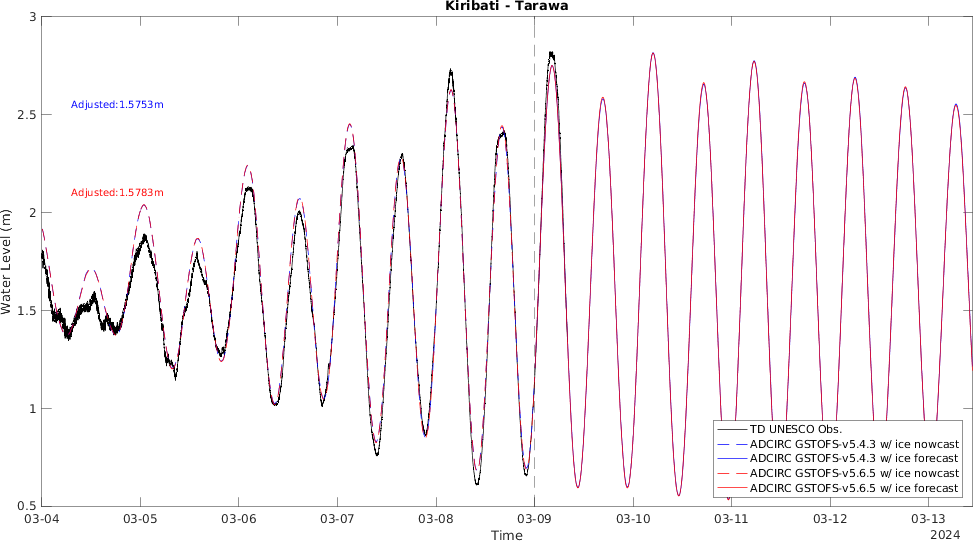 Kiribati - Tarawa
3
2.5
2
1.5
1
0.5
Water Level (m)
Adjusted:1.5753m
Adjusted:1.5783m
TD UNESCO Obs.
ADCIRC GSTOFS-v5.4.3 w/ ice nowcast
ADCIRC GSTOFS-v5.4.3 w/ ice forecast
ADCIRC GSTOFS-v5.6.5 w/ ice nowcast
ADCIRC GSTOFS-v5.6.5 w/ ice forecast
03-04 03-05 03-06 03-07 03-08 03-09 03-10 03-11 03-12 03-13
Time
2024